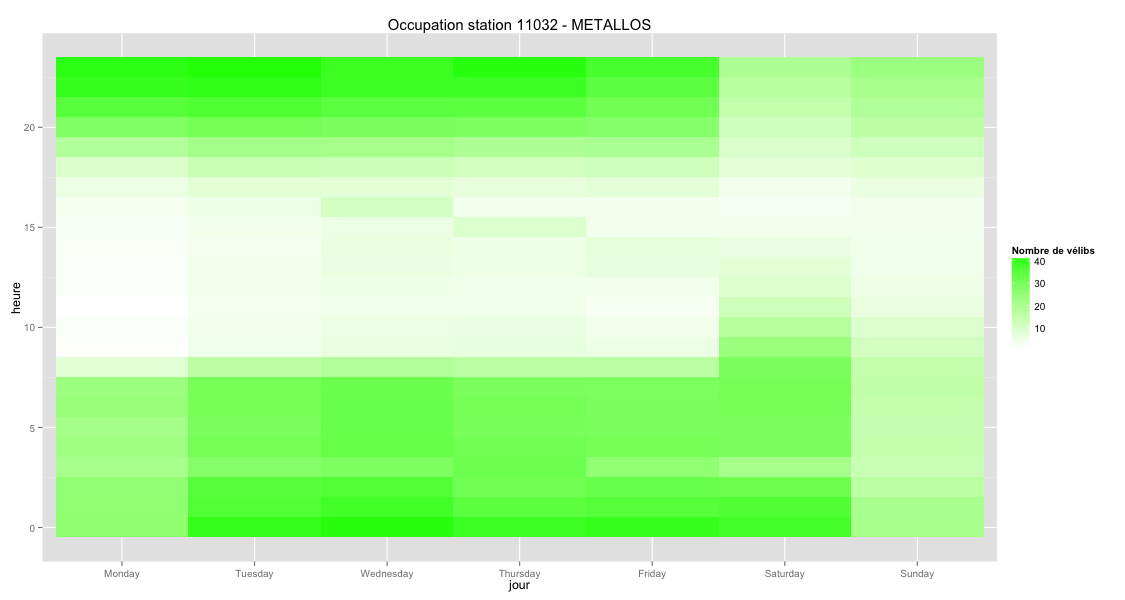 Occupation station 11032 - METALLOS
heure
20
15
10
5
0
Monday Tuesday Wednesday Thursday Friday Saturday Sunday
jour
Nombre de vélibs
40
30
20
10